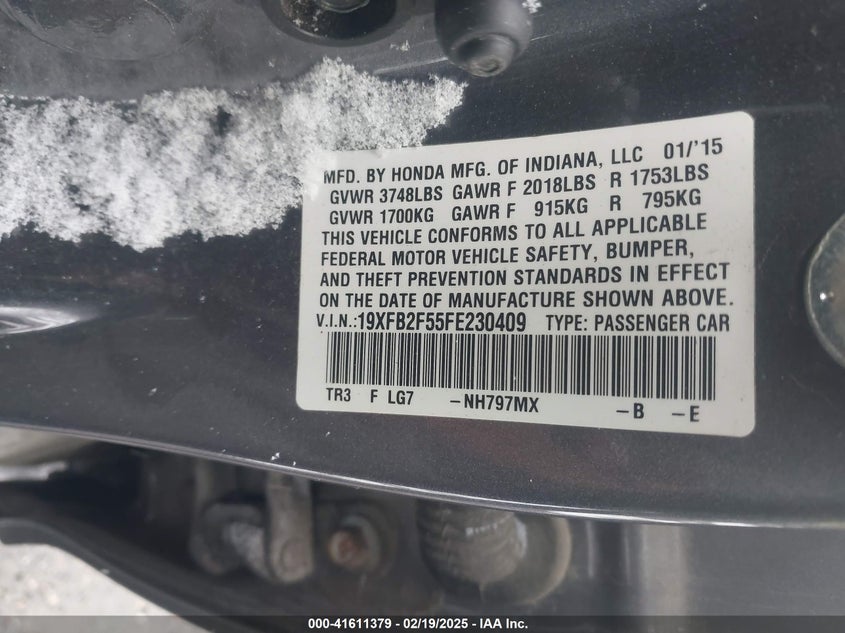 MFD. BY HONDA MFG. OF INDIANA, LLC 01/'15
GVWR 3748LBS GAWR F 2018LBS R 1753LBS
GVWR 1700KG GAWR F 915KG R 795KG
THIS VEHICLE CONFORMS TO ALL APPLICABLE
FEDERAL MOTOR VEHICLE SAFETY, BUMPER,
AND THEFT PREVENTION STANDARDS IN EFFECT
ON THE DATE OF MANUFACTURE SHOWN ABOVE.
V.I.N.:19XFB2F55FE230409 TYPE: PASSENGER CAR
TR3 F LG7 -NH797MX -B -E
000-41611379 - 02/19/2025 - IAA Inc.